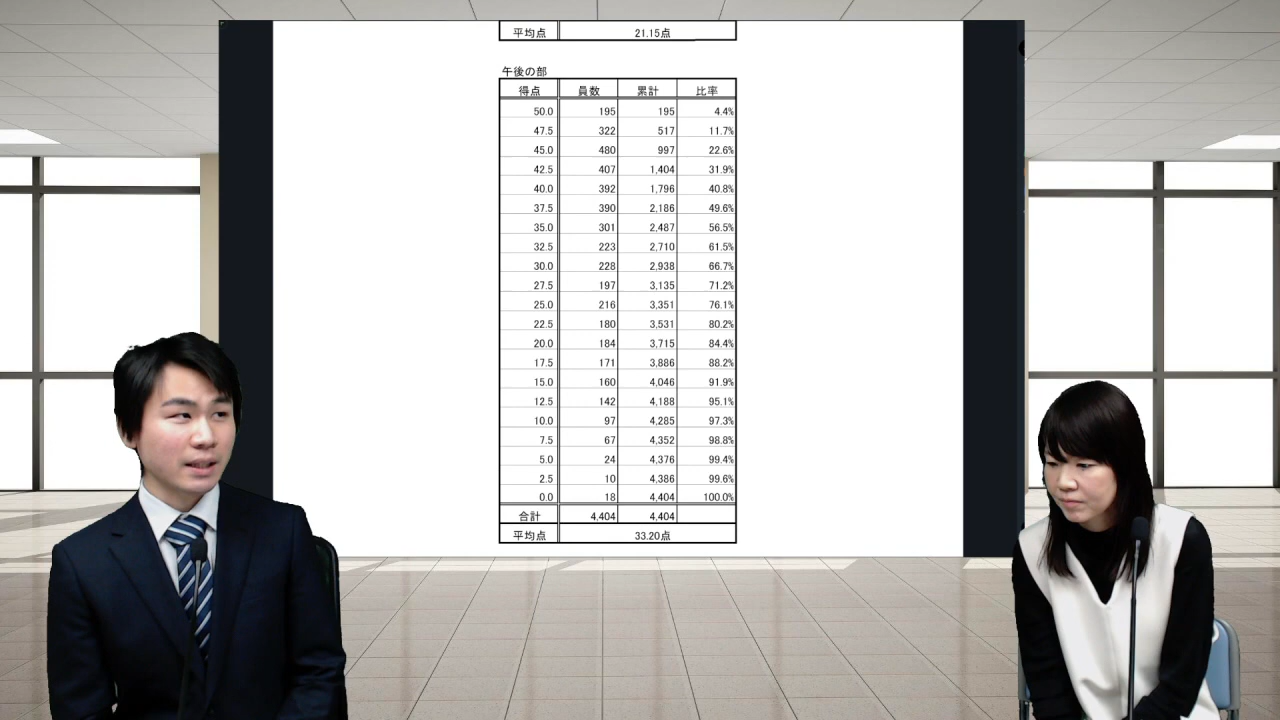 平均点 21.15点
午後の部
得点 員数 累計 比率
50.0 195 195 4.4%
47.5 322 517 11.7%
45.0 480 997 22.6%
42.5 407 1,404 31.9%
40.0 392 1,796 40.8%
37.5 390 2,186 49.6%
35.0 301 2,487 56.5%
32.5 223 2,710 61.5%
30.0 228 2,938 66.7%
27.5 197 3,135 71.2%
25.0 216 3,351 76.1%
22.5 180 3,531 80.2%
20.0 184 3,715 84.4%
17.5 171 3,886 88.2%
15.0 160 4,046 91.9%
12.5 142 4,188 95.1%
10.0 97 4,285 97.3%
7.5 67 4,352 98.8%
5.0 24 4,376 99.4%
2.5 10 4,386 99.6%
0.0 18 4,404 100.0%
合計 4,404 4,404
平均点 33.20点